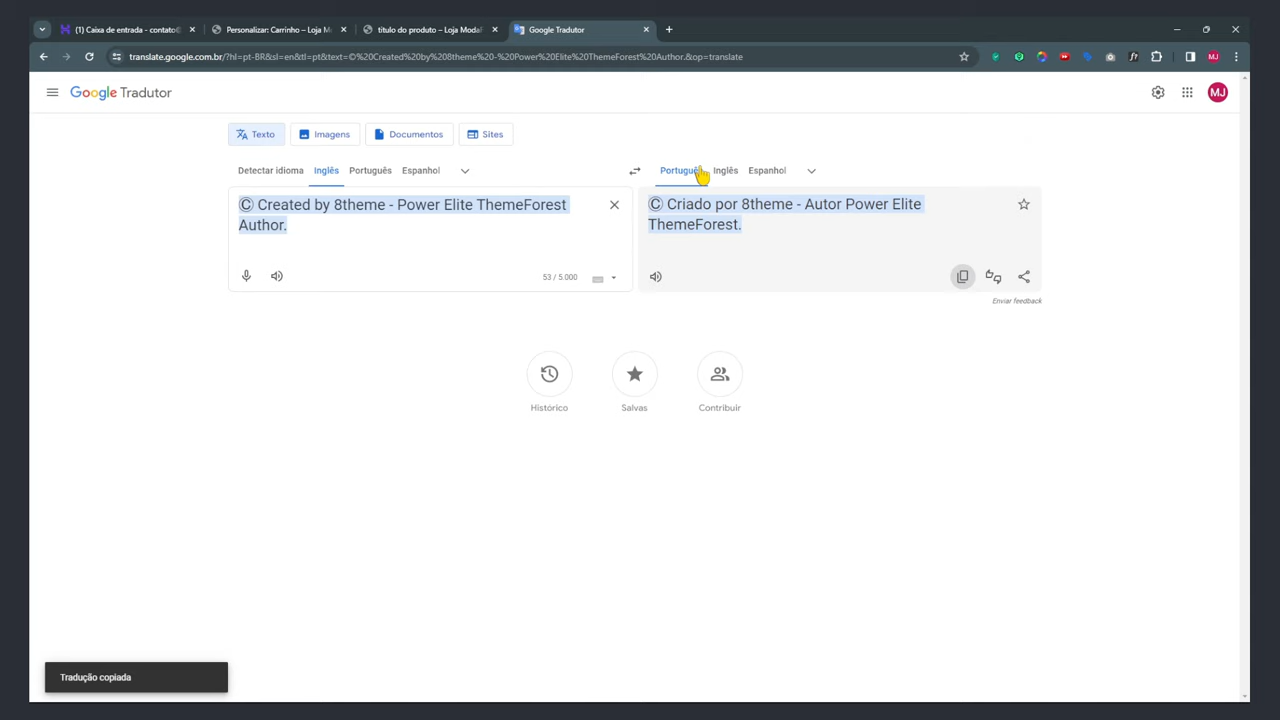 (1) Caixa de entrada - contato@
Personalizar: Carrinho – Loja M
título do produto – Loja Modal
Google Tradutor
translate.google.com.br/?hl=pt-BR&sl=en&tl=pt&text=©%20Created%20by%208theme%20-%20Power%20Elite%20ThemeForest%20Author.&op=translate
Google Tradutor
MJ
Texto
Imagens
Documentos
Sites
Detectar idioma
Inglês
Português
Espanhol
Português
Inglês
Espanhol
© Created by 8theme - Power Elite ThemeForest
Author.
53 / 5.000
© Criado por 8theme - Autor Power Elite
ThemeForest.
Enviar feedback
Histórico
Salvas
Contribuir
Tradução copiada